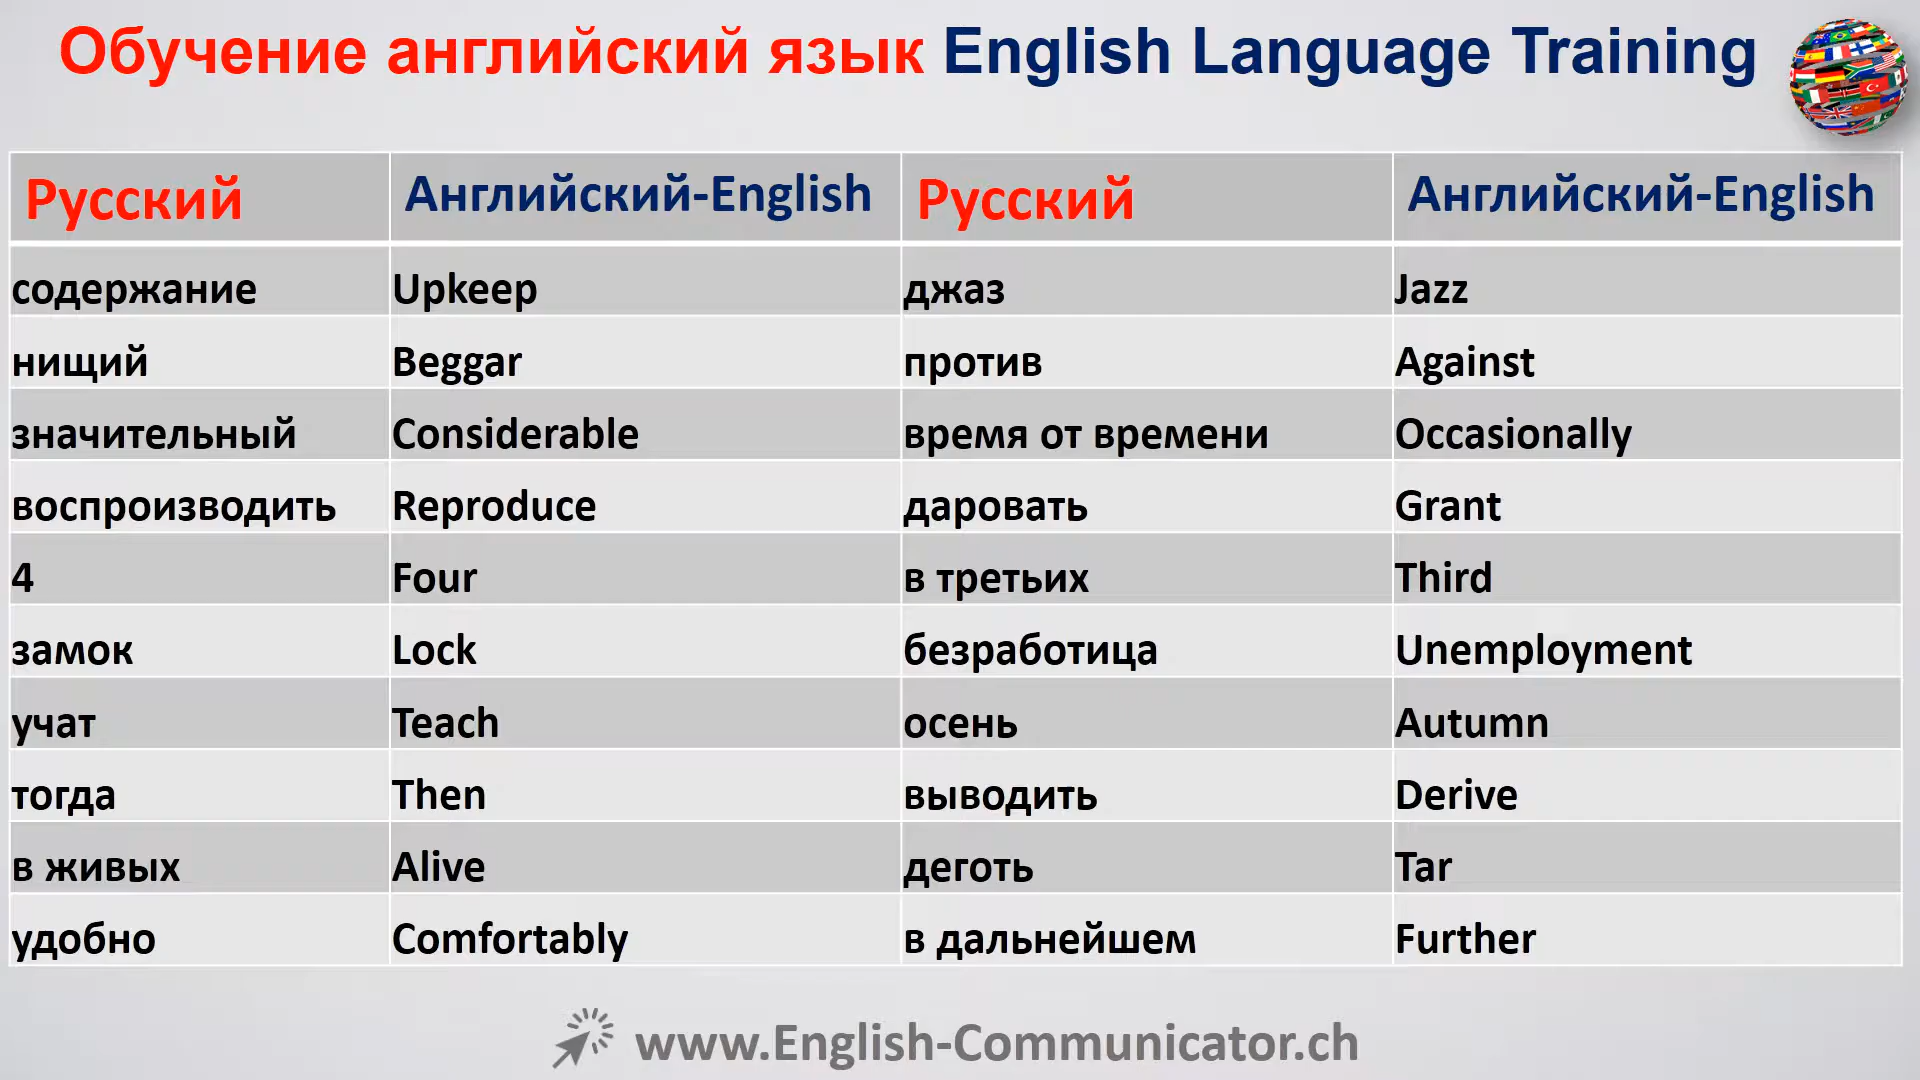 Обучение английский язык English Language Training
Русский Английский-English Русский Английский-English
содержание Upkeep джаз Jazz
нищий Beggar против Against
значительный Considerable время от времени Occasionally
воспроизводить Reproduce даровать Grant
4 Four в третьих Third
замок Lock безработица Unemployment
учат Teach осень Autumn
тогда Then выводить Derive
в живых Alive деготь Tar
удобно Comfortably в дальнейшем Further
www.English-Communicator.ch